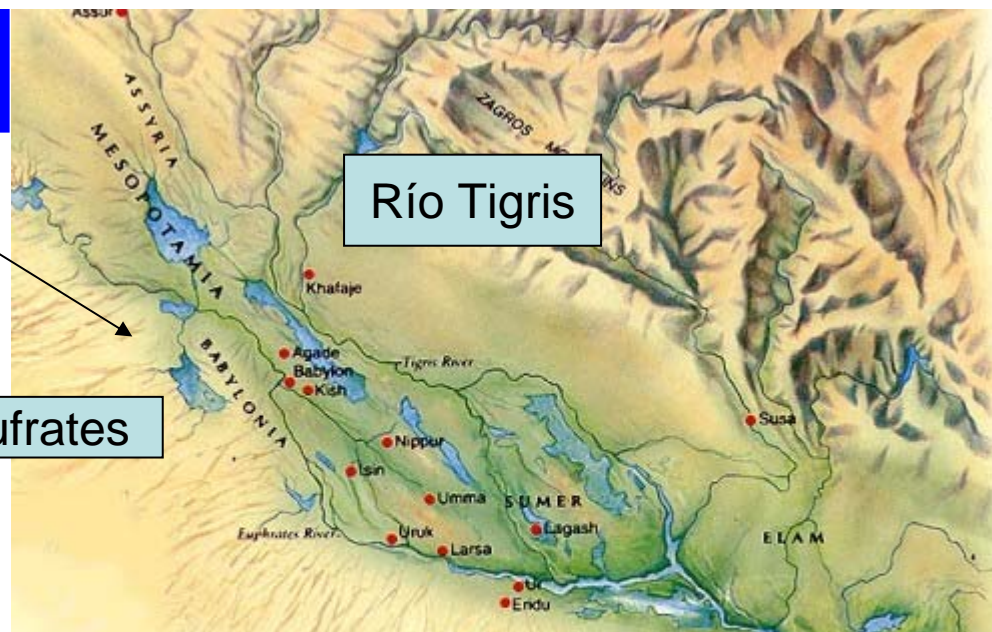 Assur
ASSYRIA
MESOPOTAMIA
ZAGROS
Río Tigris
Khafaje
BABYLONIA
Agade
Babylon
Kish
Tigris River
ufrates
Susa
Nippur
Isin
Umma
SUMER
Lagash
Euphrates River
Uruk
Larsa
ELAM
Ur
Endu